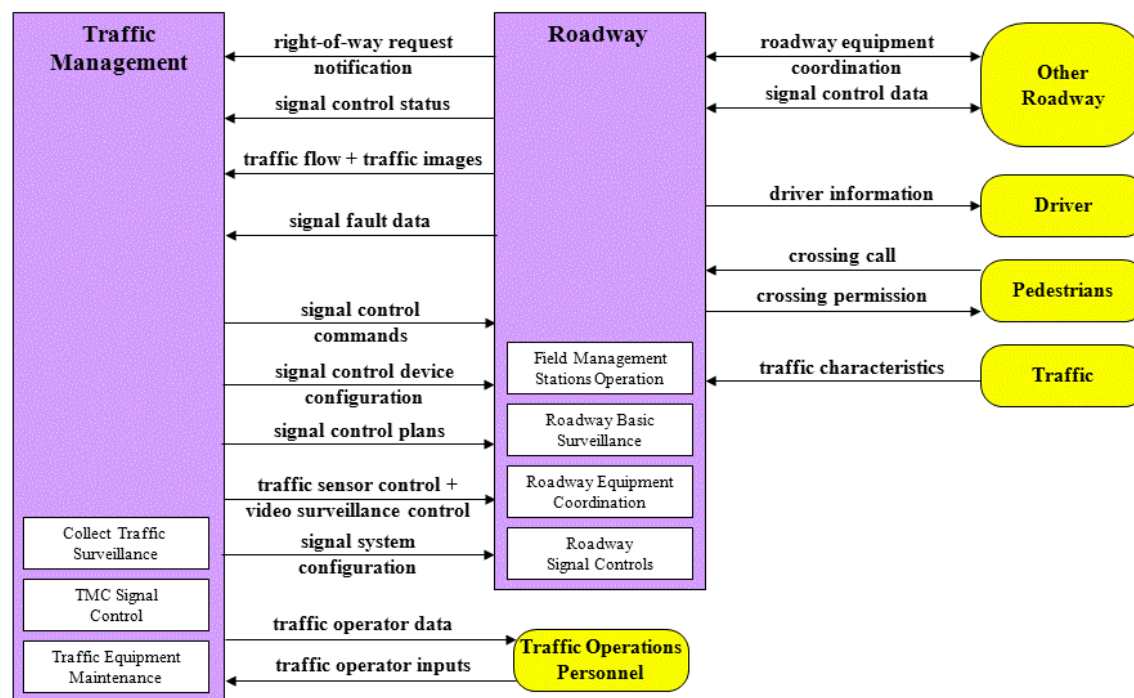 Traffic
Management
right-of-way request
notification
signal control status
traffic flow + traffic images
signal fault data
signal control
commands
signal control device
configuration
signal control plans
traffic sensor control +
video surveillance control
signal system
configuration
traffic operator data
traffic operator inputs
Collect Traffic
Surveillance
TMC Signal
Control
Traffic Equipment
Maintenance
Roadway
Field Management
Stations Operation
Roadway Basic
Surveillance
Roadway Equipment
Coordination
Roadway
Signal Controls
Traffic Operations
Personnel
roadway equipment
coordination
signal control data
driver information
crossing call
crossing permission
traffic characteristics
Other
Roadway
Driver
Pedestrians
Traffic